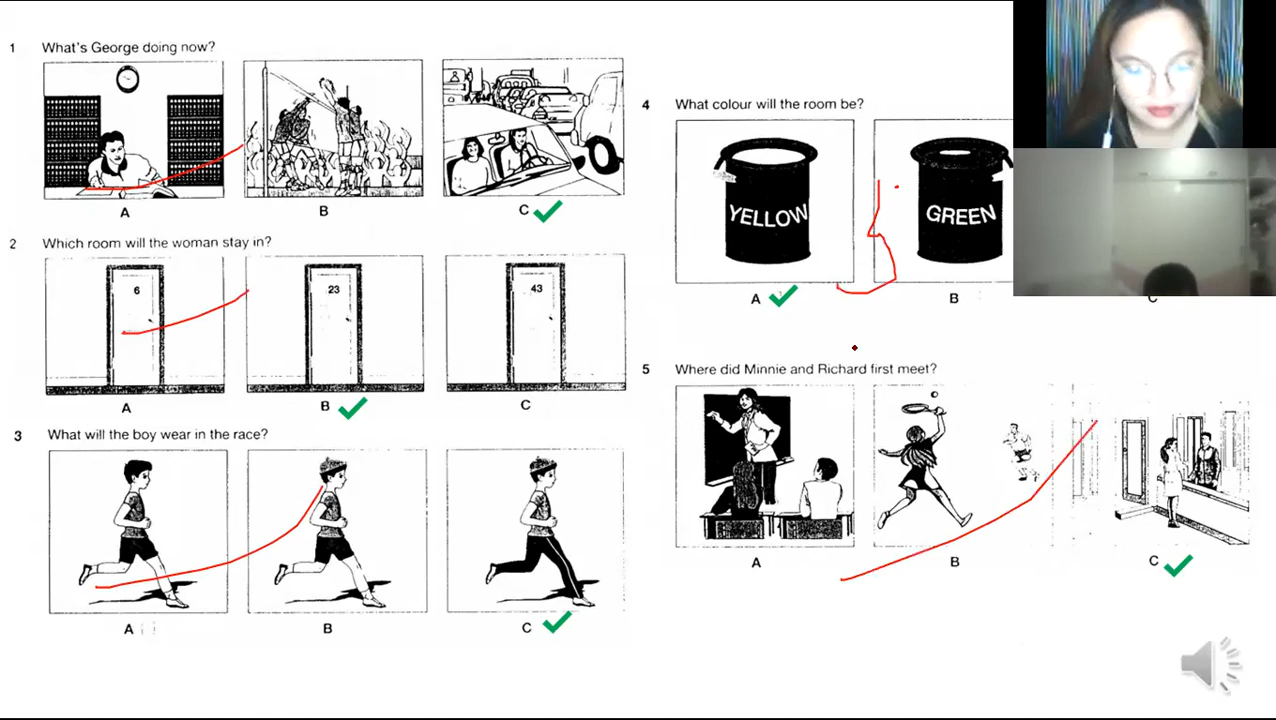 1 What's George doing now?
A B C
2 Which room will the woman stay in?
6 23 43
A B C
3 What will the boy wear in the race?
A B C
4 What colour will the room be?
YELLOW GREEN
A B C
5 Where did Minnie and Richard first meet?
A B C